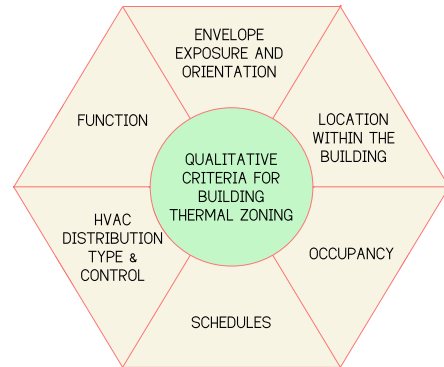 ENVELOPE
EXPOSURE AND
ORIENTATION
FUNCTION
LOCATION
WITHIN THE
BUILDING
QUALITATIVE
CRITERIA FOR
BUILDING
THERMAL ZONING
HVAC
DISTRIBUTION
TYPE &
CONTROL
OCCUPANCY
SCHEDULES